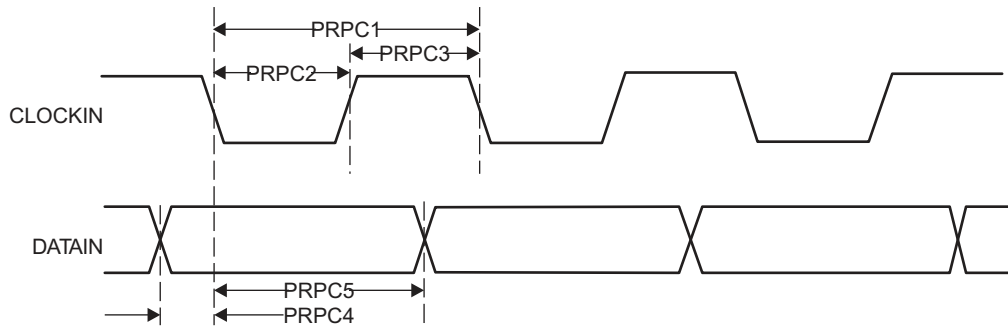 PRPC1
PRPC2
PRPC3
CLOCKIN
DATAIN
PRPC5
PRPC4